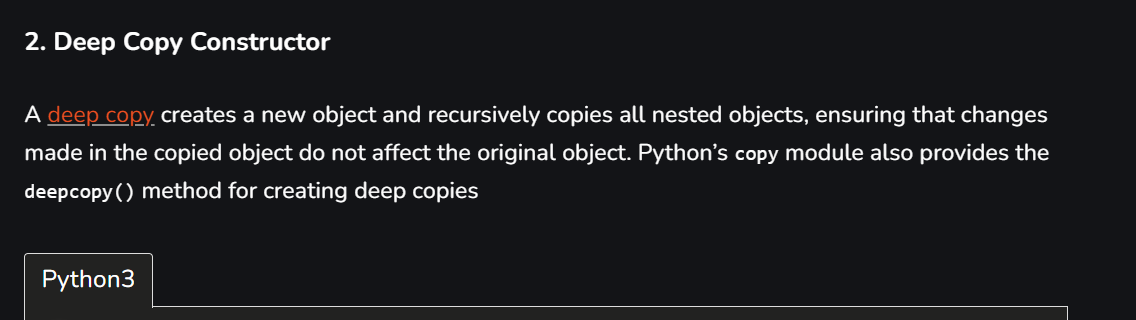 2. Deep Copy Constructor
A deep copy creates a new object and recursively copies all nested objects, ensuring that changes
made in the copied object do not affect the original object. Python’s copy module also provides the
deepcopy() method for creating deep copies
Python3